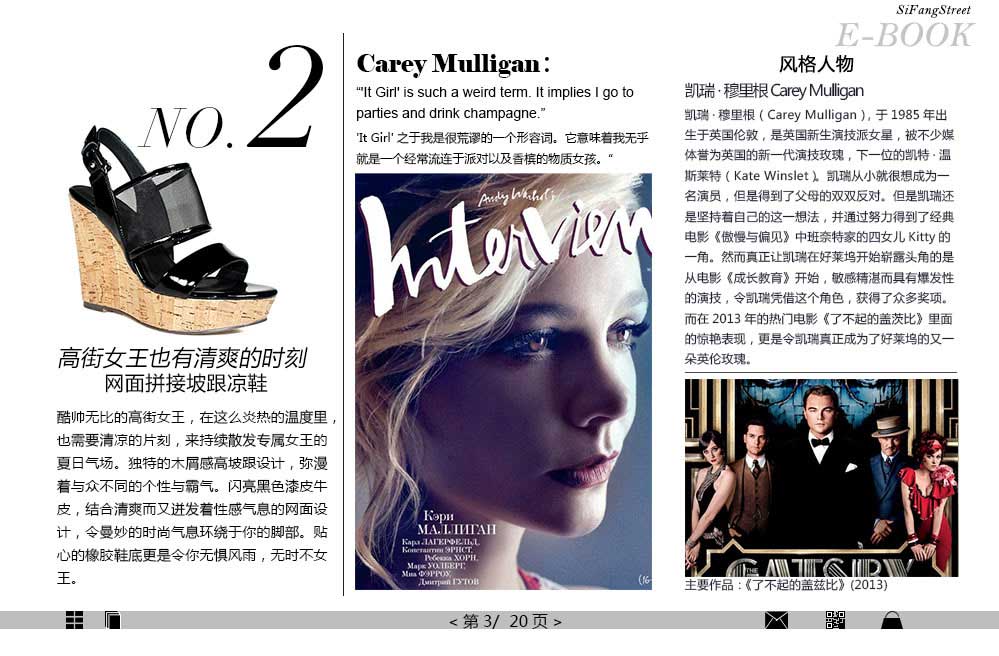 SiFangStreet
E-BOOK
NO. 2
高街女王也有清爽的时刻
网面拼接坡跟凉鞋
酷帅无比的高街女王，在这么炎热的温度里，
也需要清凉的片刻，来持续散发专属女王的
夏日气场。独特的木屑感高坡跟设计，弥漫
着与众不同的个性与霸气。闪亮黑色漆皮牛
皮，结合清爽而又迸发着性感气息的网面设
计，令曼妙的时尚气息环绕于你的脚部。贴
心的橡胶鞋底更是令你无惧风雨，无时不女
王。
Carey Mulligan：
“'It Girl' is such a weird term. It implies I go to
parties and drink champagne.”
'It Girl' 之于我是很荒谬的一个形容词。它意味着我无乎
就是一个经常流连于派对以及香槟的物质女孩。“
Andy Warhol's
Interview
Кэри
МАЛЛИГАН
Карл ЛАГЕРФЕЛЬД,
Константин ЭРНСТ,
Ребекка ХОРН,
Марк УОЛБЕРГ,
Миа ФЭРРОУ,
Дмитрий ГУТОВ
(16+
风格人物
凯瑞 · 穆里根 Carey Mulligan
凯瑞 · 穆里根（ Carey Mulligan ），于 1985 年出
生于英国伦敦，是英国新生演技派女星，被不少媒
体誉为英国的新一代演技玫瑰，下一位的凯特 · 温
斯莱特（ Kate Winslet ）。凯瑞从小就很想成为一
名演员，但是得到了父母的双双反对。但是凯瑞还
是坚持着自己的这一想法，并通过努力得到了经典
电影《傲慢与偏见》中班奈特家的四女儿 Kitty 的
一角。然而真正让凯瑞在好莱坞开始崭露头角的是
从电影《成长教育》开始，敏感精湛而具有爆发性
的演技，令凯瑞凭借这个角色，获得了众多奖项。
而在 2013 年的热门电影《了不起的盖茨比》里面
的惊艳表现，更是令凯瑞真正成为了好莱坞的又一
朵英伦玫瑰。
THE GATSBY
主要作品：《了不起的盖兹比》(2013)
< 第 3/ 20 页 >